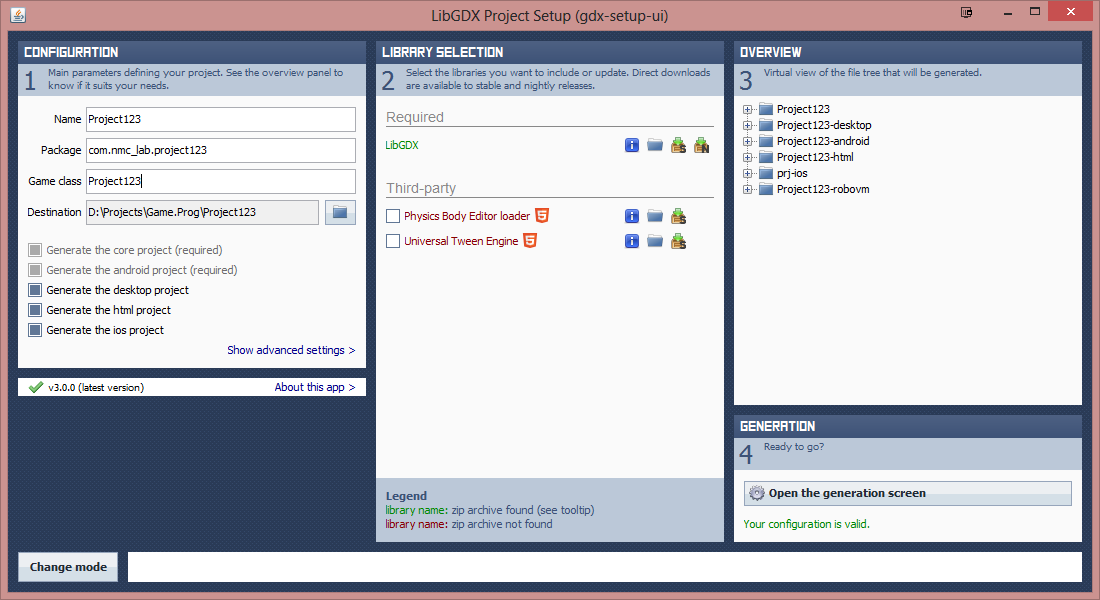 LibGDX Project Setup (gdx-setup-ui)
CONFIGURATION
1
Main parameters defining your project. See the overview panel to
know if it suits your needs.
Name
Project123
Package
com.nmc_lab.project123
Game class
Project123
Destination
D:\Projects\Game.Prog\Project123
Generate the core project (required)
Generate the android project (required)
Generate the desktop project
Generate the html project
Generate the ios project
Show advanced settings >
v3.0.0 (latest version)
About this app >
LIBRARY SELECTION
2
Select the libraries you want to include or update. Direct downloads
are available to stable and nightly releases.
Required
LibGDX
i
S
N
Third-party
Physics Body Editor loader
5
i
S
Universal Tween Engine
5
i
S
Legend
library name: zip archive found (see tooltip)
library name: zip archive not found
OVERVIEW
3
Virtual view of the file tree that will be generated.
Project123
Project123-desktop
Project123-android
Project123-html
prj-ios
Project123-robovm
GENERATION
4
Ready to go?
Open the generation screen
Your configuration is valid.
Change mode